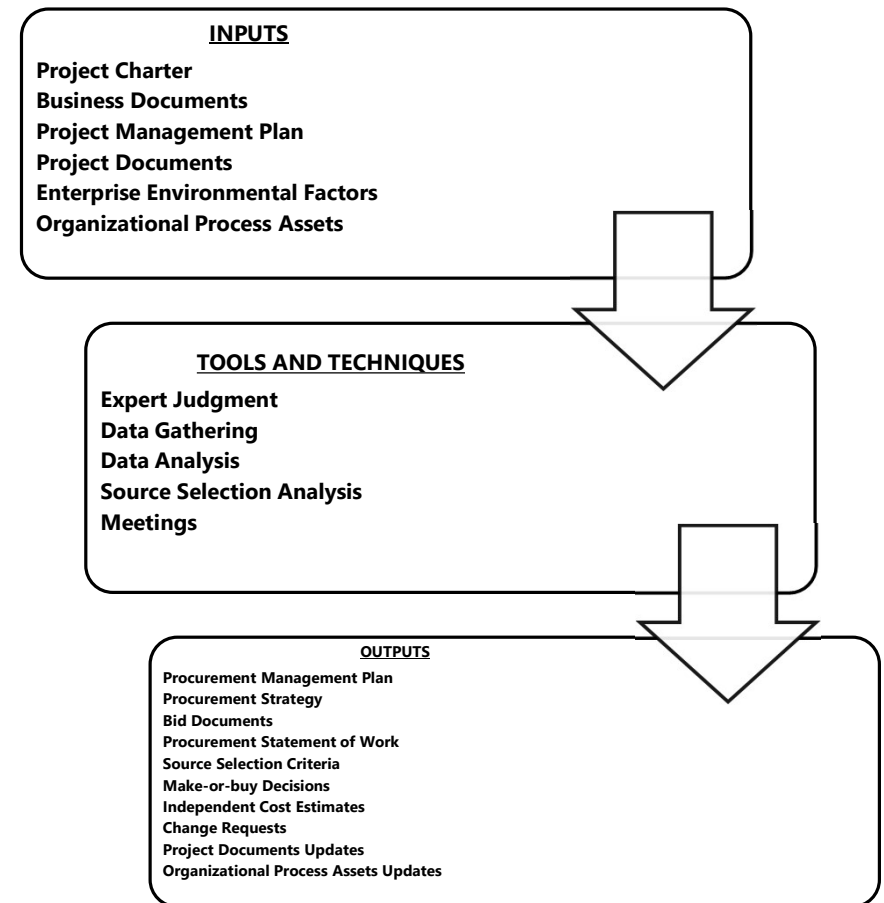 INPUTS
Project Charter
Business Documents
Project Management Plan
Project Documents
Enterprise Environmental Factors
Organizational Process Assets
TOOLS AND TECHNIQUES
Expert Judgment
Data Gathering
Data Analysis
Source Selection Analysis
Meetings
OUTPUTS
Procurement Management Plan
Procurement Strategy
Bid Documents
Procurement Statement of Work
Source Selection Criteria
Make-or-buy Decisions
Independent Cost Estimates
Change Requests
Project Documents Updates
Organizational Process Assets Updates